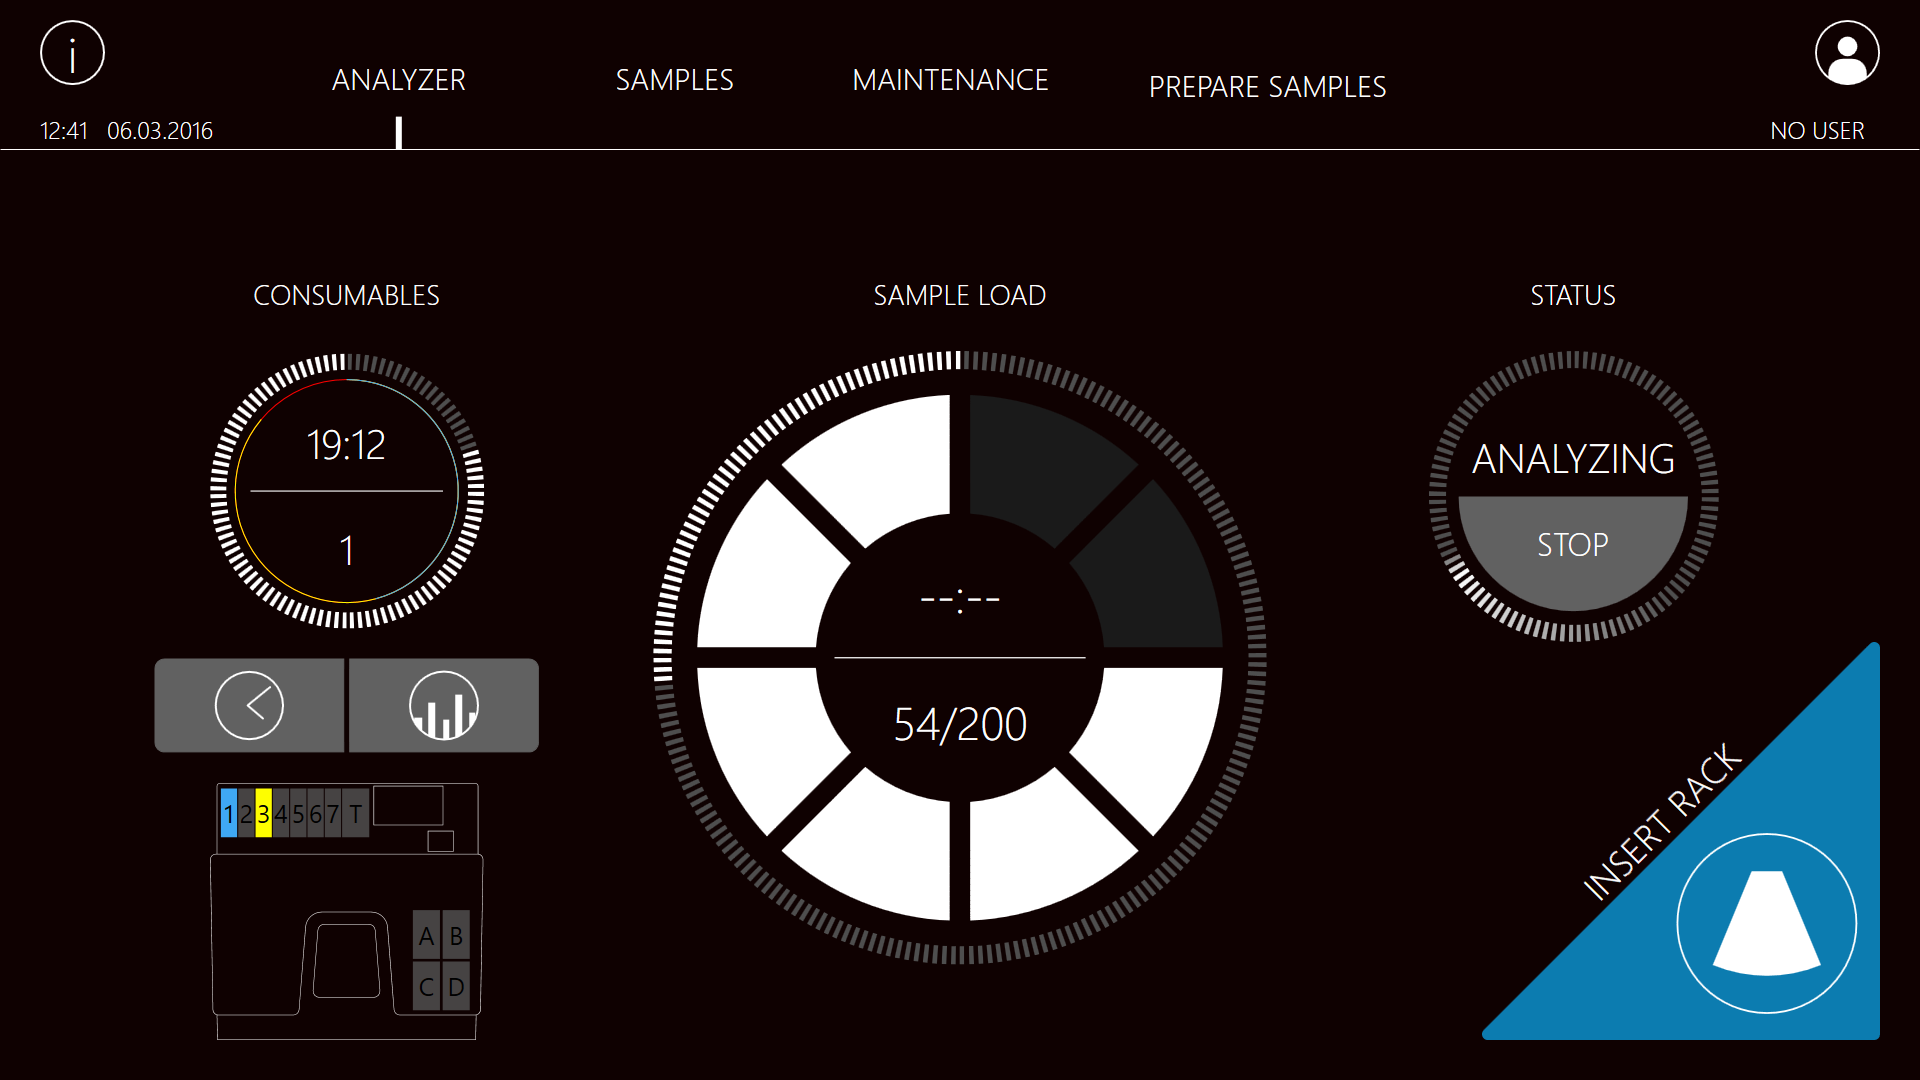 i
ANALYZER
SAMPLES
MAINTENANCE
PREPARE SAMPLES
12:41 06.03.2016
NO USER
CONSUMABLES
SAMPLE LOAD
STATUS
19:12
1
--:--
54/200
ANALYZING
STOP
1 2 3 4 5 6 7 T
A B
C D
INSERT RACK